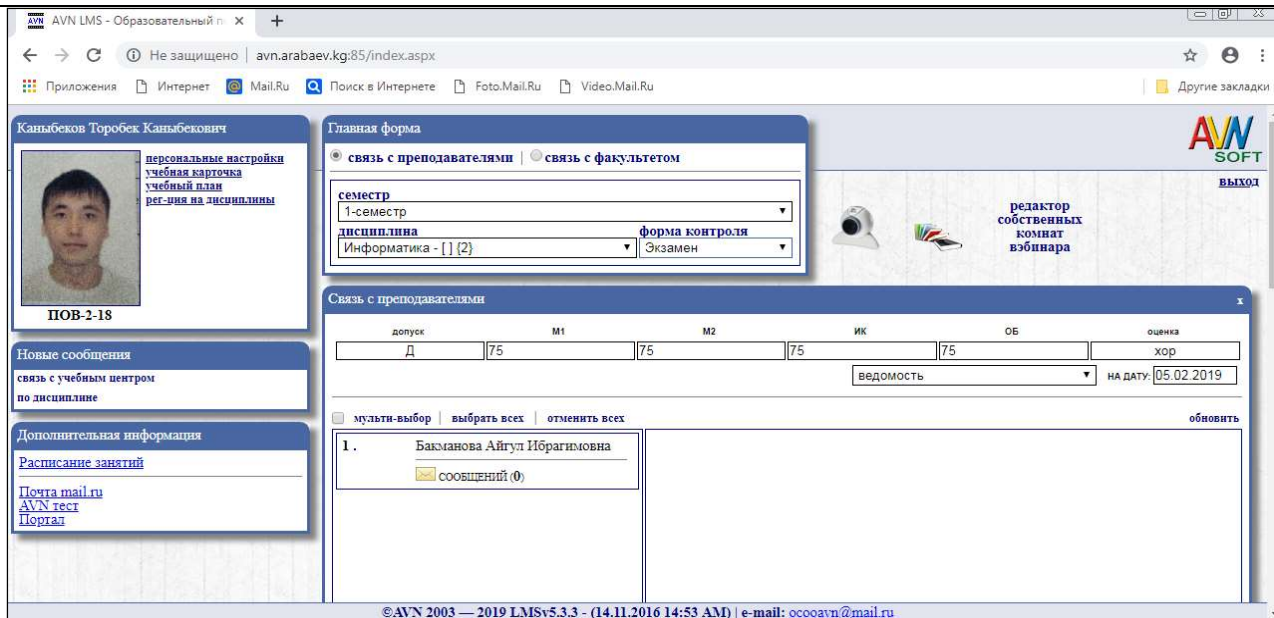 AVN LMS - Образовательный п
Не защищено | avn.arabaev.kg:85/index.aspx
Приложения Интернет Mail.Ru Поиск в Интернете Foto.Mail.Ru Video.Mail.Ru Другие закладки
Каныбеков Торобек Каныбекович
персональные настройки
учебная карточка
учебный план
рег-ция на дисциплины
ПОВ-2-18
Новые сообщения
связь с учебным центром
по дисциплине
Дополнительная информация
Расписание занятий
Почта mail.ru
AVN тест
Портал
Главная форма
связь с преподавателями | связь с факультетом
семестр
1-семестр
дисциплина форма контроля
Информатика - [ ] {2} Экзамен
AVN
SOFT
выход
редактор
собственных
комнат
вэбинара
Связь с преподавателями x
допуск М1 М2 ИК ОБ оценка
Д 75 75 75 75 хор
ведомость НА ДАТУ: 05.02.2019
мульти-выбор | выбрать всех | отменить всех обновить
1 . Бакманова Айгул Ибрагимовна
СООБЩЕНИЙ (0)
©AVN 2003 — 2019 LMSv5.3.3 - (14.11.2016 14:53 AM) | e-mail: ocooavn@mail.ru